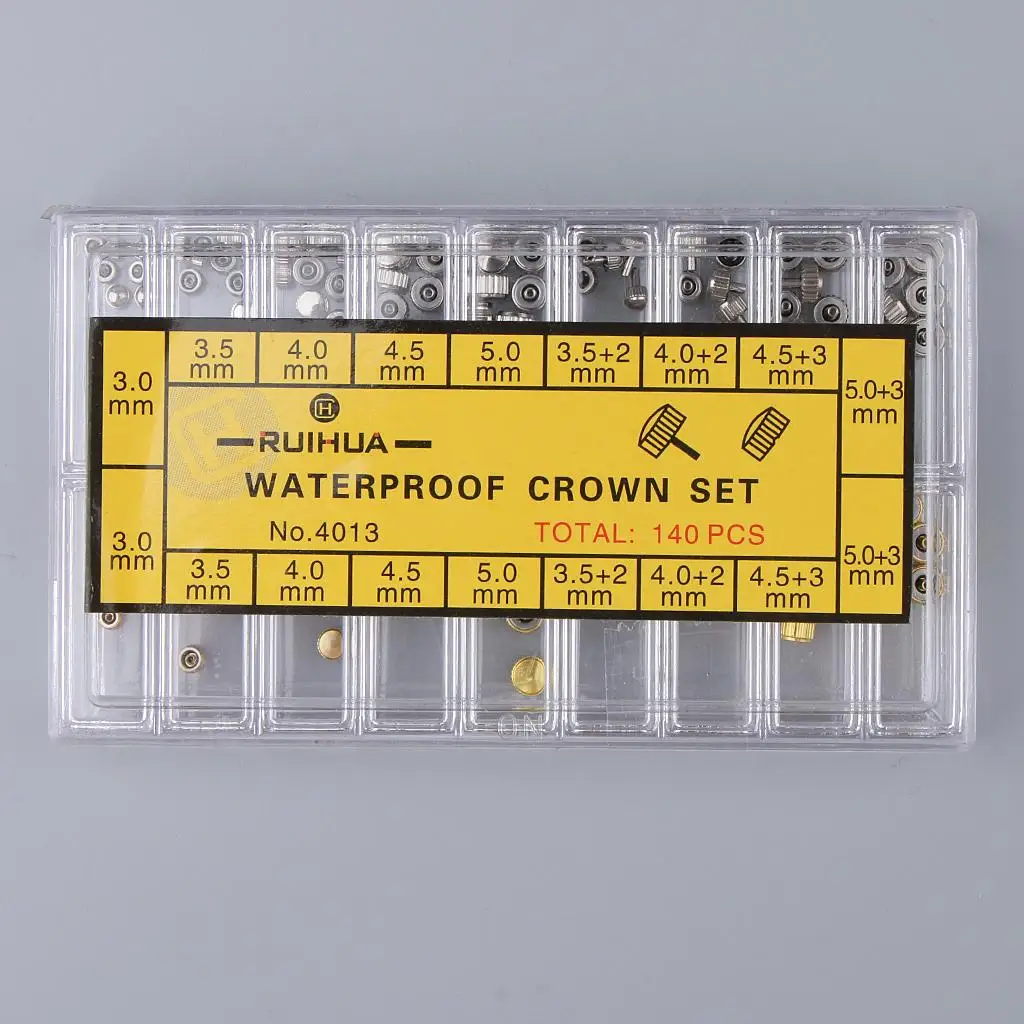 3.0 mm
3.5 mm
4.0 mm
4.5 mm
5.0 mm
3.5+2 mm
4.0+2 mm
4.5+3 mm
5.0+3 mm
H
RUIHUA
WATERPROOF CROWN SET
No.4013
TOTAL: 140 PCS
3.0 mm
3.5 mm
4.0 mm
4.5 mm
5.0 mm
3.5+2 mm
4.0+2 mm
4.5+3 mm
5.0+3 mm
ON